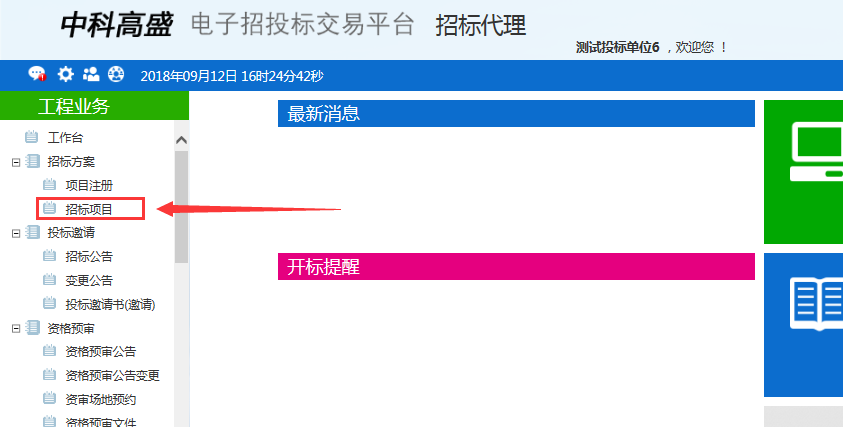 中科高盛 电子招投标交易平台 招标代理
测试投标单位6 ，欢迎您 ！
2018年09月12日 16时24分42秒
工程业务
工作台
招标方案
项目注册
招标项目
投标邀请
招标公告
变更公告
投标邀请书(邀请)
资格预审
资格预审公告
资格预审公告变更
资审场地预约
资格预审文件
最新消息
开标提醒